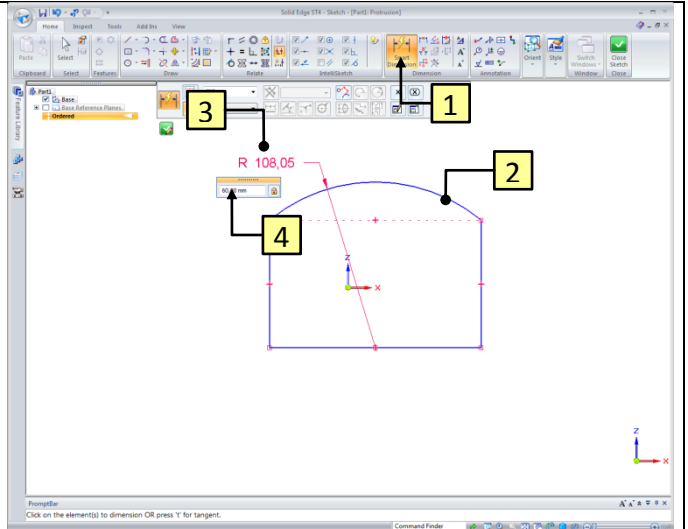 Solid Edge ST4 - Sketch - [Part1: Protrusion]
Home Inspect Tools Add Ins View
Paste
Select
Smart
Dimension
Orient
Style
Switch
Windows
Close
Sketch
Clipboard Select Features Draw Relate IntelliSketch Dimension Annotation Window Close
Feature Library
Part1
Base
Base Reference Planes
Ordered
1
3
R 108,05
2
mm
4
Z
X
Z
X
PromptBar
Click on the element(s) to dimension OR press 't' for tangent.
Command Finder